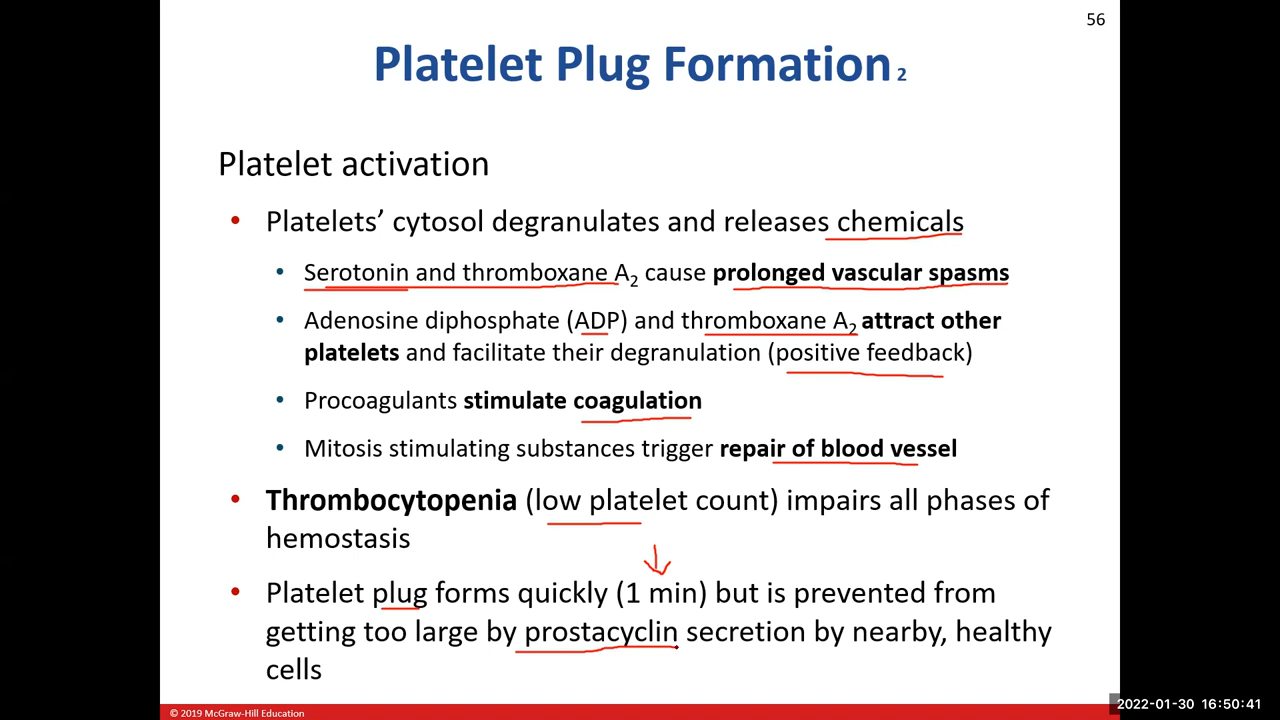 56
Platelet Plug Formation 2
Platelet activation
• Platelets’ cytosol degranulates and releases chemicals
• Serotonin and thromboxane A2 cause prolonged vascular spasms
• Adenosine diphosphate (ADP) and thromboxane A2 attract other
platelets and facilitate their degranulation (positive feedback)
• Procoagulants stimulate coagulation
• Mitosis stimulating substances trigger repair of blood vessel
• Thrombocytopenia (low platelet count) impairs all phases of
hemostasis
• Platelet plug forms quickly (1 min) but is prevented from
getting too large by prostacyclin secretion by nearby, healthy
cells
© 2019 McGraw-Hill Education
2022-01-30 16:50:41